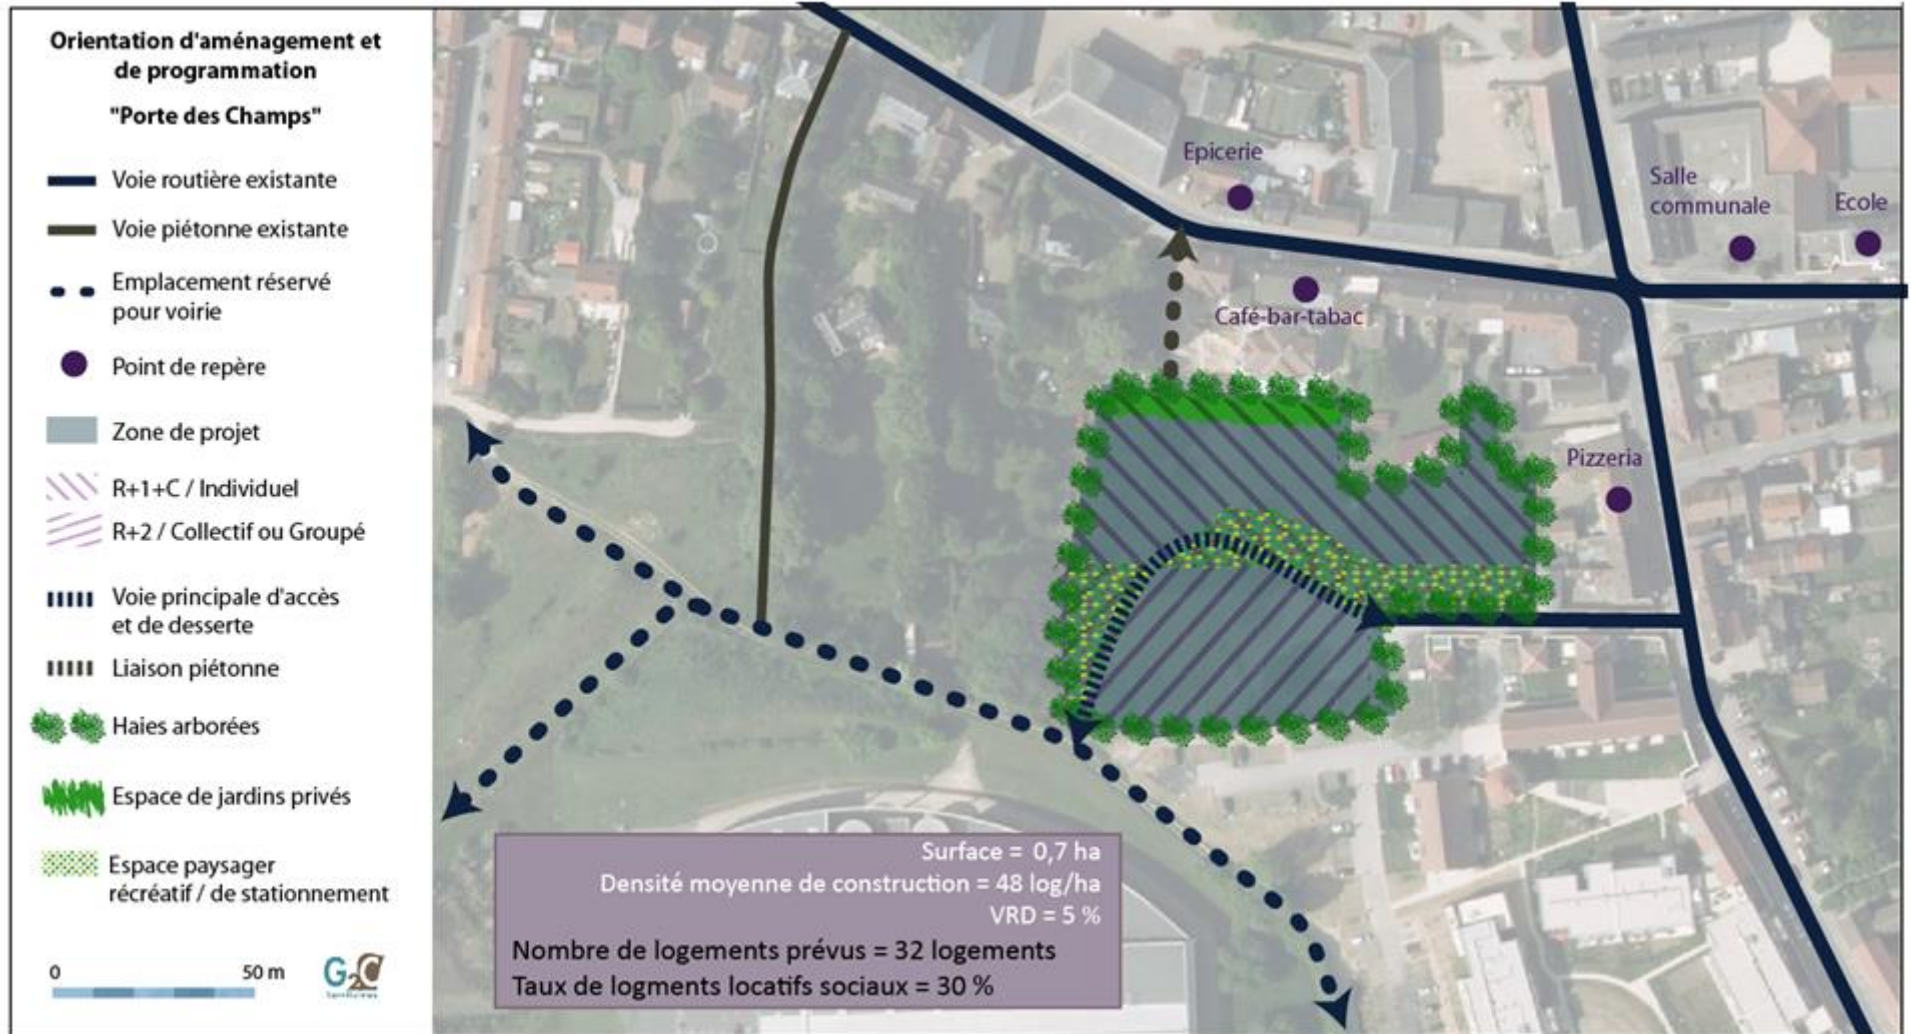 Orientation d'aménagement et
de programmation
"Porte des Champs"
Voie routière existante
Voie piétonne existante
Emplacement réservé
pour voirie
Point de repère
Zone de projet
R+1+C / Individuel
R+2 / Collectif ou Groupé
Voie principale d'accès
et de desserte
Liaison piétonne
Haies arborées
Espace de jardins privés
Espace paysager
récréatif / de stationnement
0 50 m
G2C
territoires
Epicerie
Salle
communale
Ecole
Café-bar-tabac
Pizzeria
Surface = 0,7 ha
Densité moyenne de construction = 48 log/ha
VRD = 5 %
Nombre de logements prévus = 32 logements
Taux de logments locatifs sociaux = 30 %